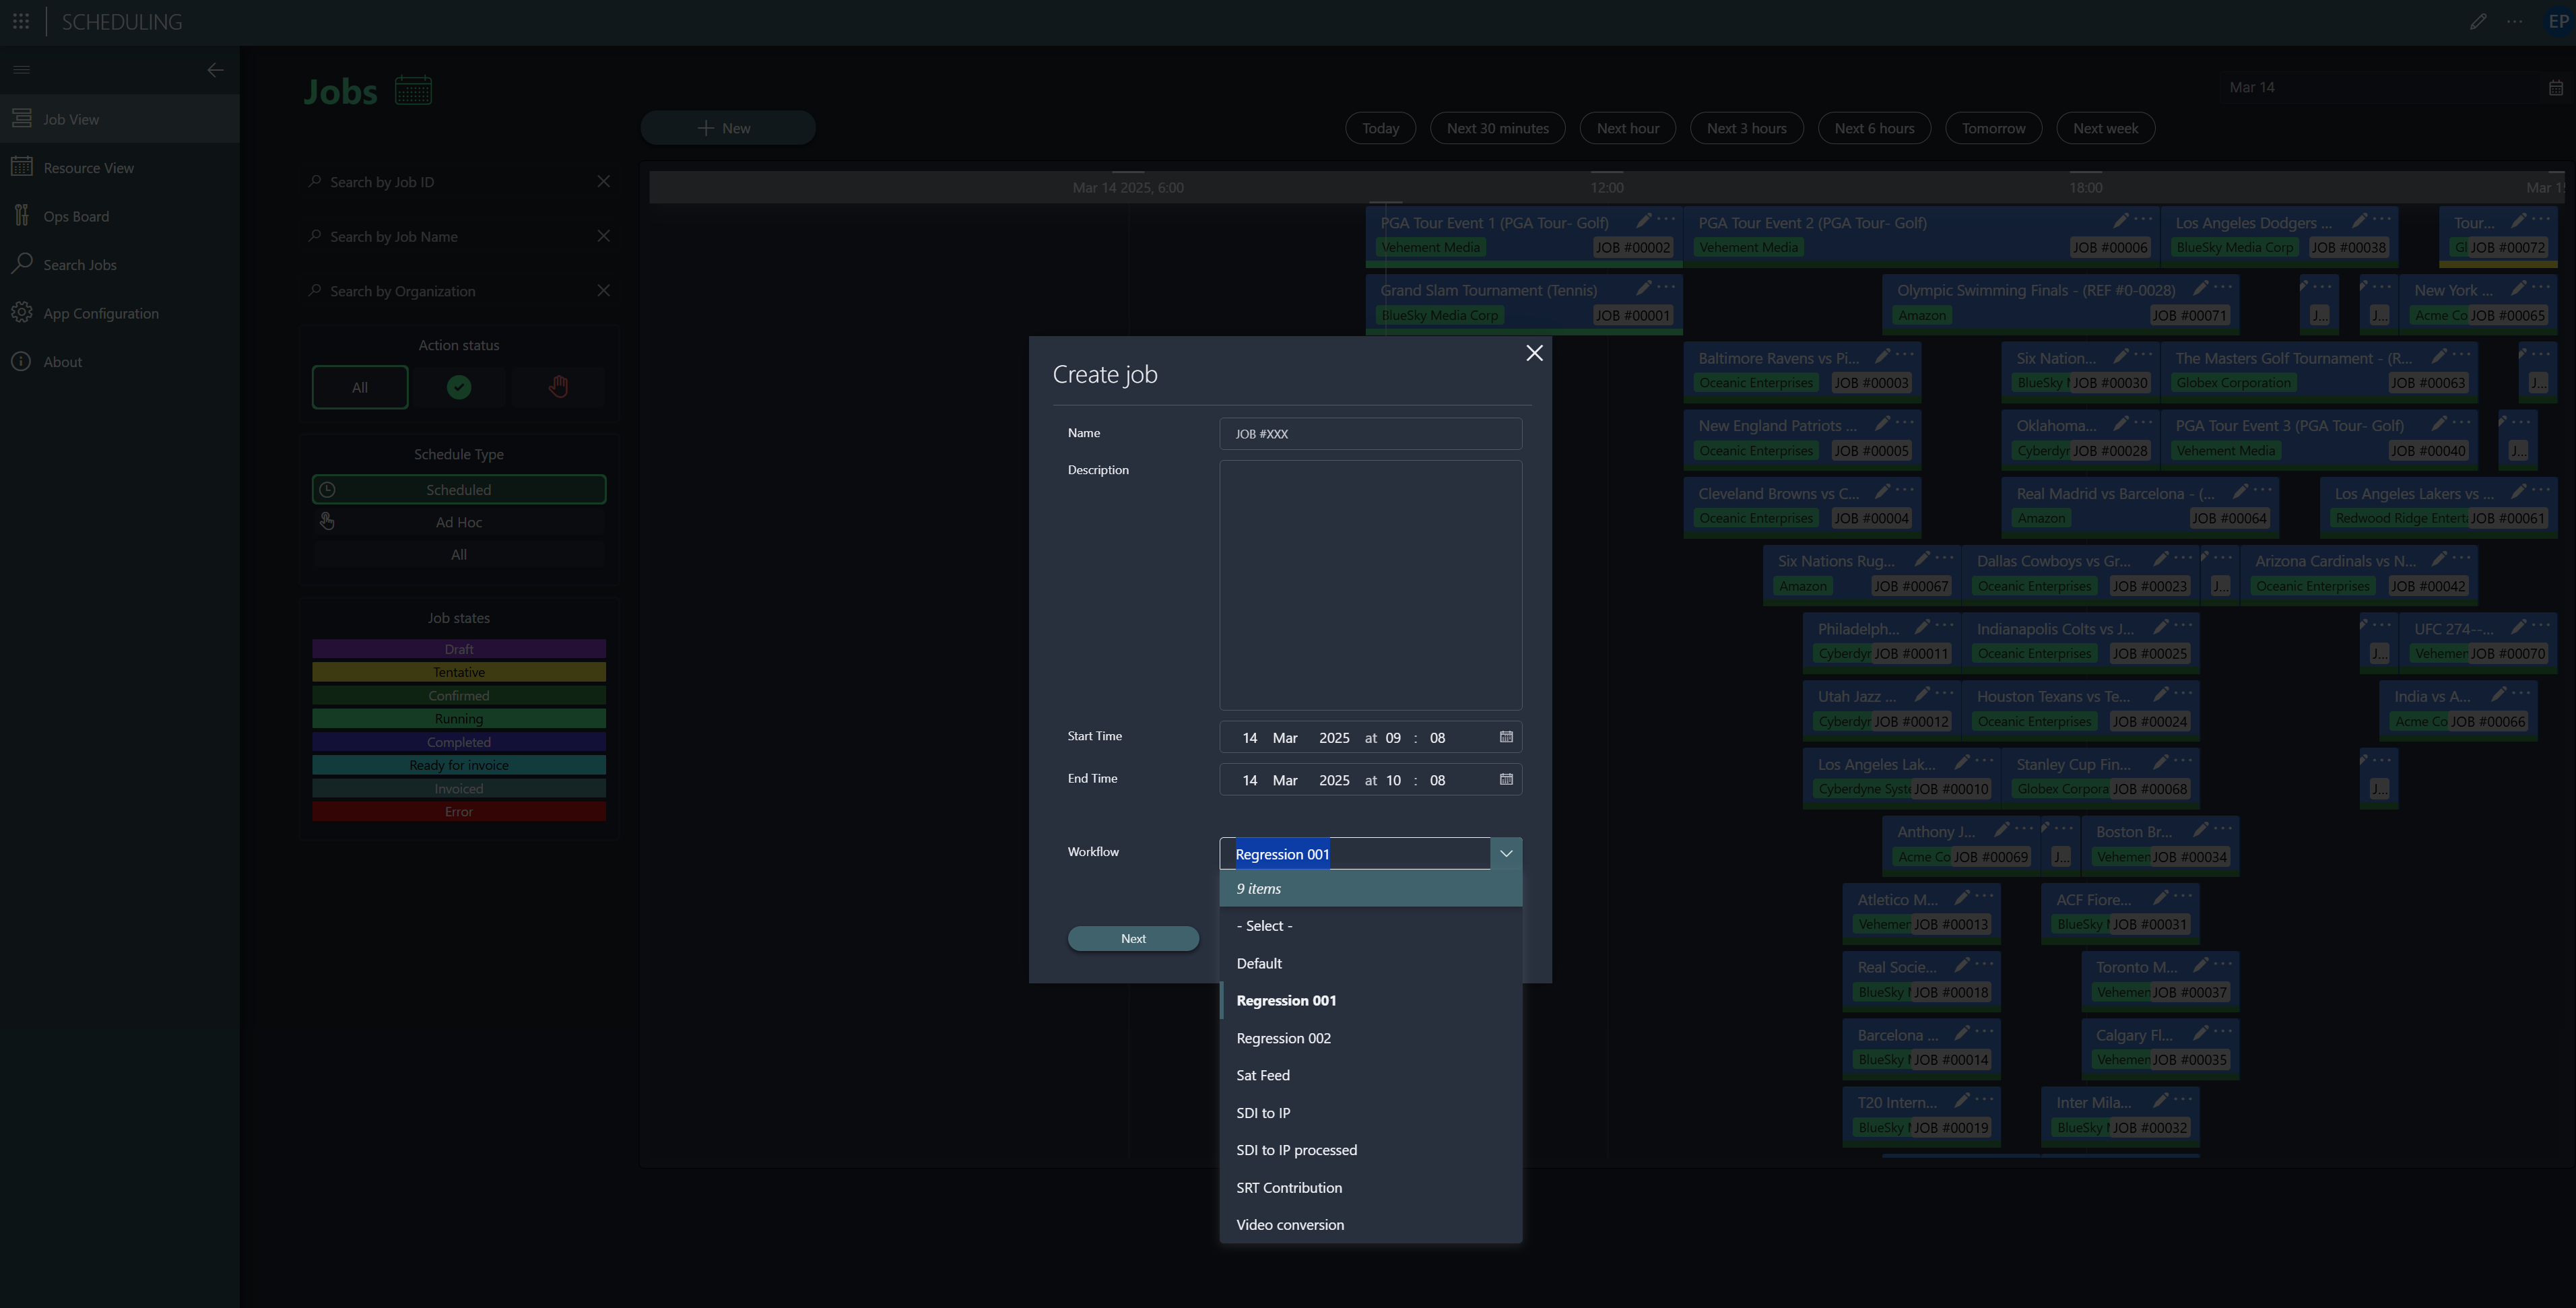 SCHEDULING
EP
Job View
Resource View
Ops Board
Search Jobs
App Configuration
About
Jobs
Mar 14
New
Today
Next 30 minutes
Next hour
Next 3 hours
Next 6 hours
Tomorrow
Next week
Search by Job ID
Search by Job Name
Search by Organization
Action status
All
Schedule Type
Scheduled
Ad Hoc
All
Job states
Draft
Tentative
Confirmed
Running
Completed
Ready for invoice
Invoiced
Error
Mar 14 2025, 6:00
12:00
18:00
PGA Tour Event 1 (PGA Tour- Golf)
Vehement Media JOB #00002
PGA Tour Event 2 (PGA Tour- Golf)
Vehement Media JOB #00006
Los Angeles Dodgers ...
BlueSky Media Corp JOB #00038
Tour...
JOB #00072
Grand Slam Tournament (Tennis)
BlueSky Media Corp JOB #00001
Olympic Swimming Finals - (REF #0-0028)
Amazon JOB #00071
J...
J...
New York ...
Acme Co JOB #00065
Baltimore Ravens vs Pi...
Oceanic Enterprises JOB #00003
Six Nation...
BlueSky JOB #00030
The Masters Golf Tournament - (R...
Globex Corporation JOB #00063
J...
New England Patriots ...
Oceanic Enterprises JOB #00005
Oklahoma...
Cyberdyr JOB #00028
PGA Tour Event 3 (PGA Tour- Golf)
Vehement Media JOB #00040
J...
Cleveland Browns vs C...
Oceanic Enterprises JOB #00004
Real Madrid vs Barcelona - (...
Amazon JOB #00064
Los Angeles Lakers vs ...
Redwood Ridge Enterta JOB #00061
Six Nations Rug...
Amazon JOB #00067
Dallas Cowboys vs Gr...
Oceanic Enterprises JOB #00023
J...
Arizona Cardinals vs N...
Oceanic Enterprises JOB #00042
Philadelph...
Cyberdyr JOB #00011
Indianapolis Colts vs J...
Oceanic Enterprises JOB #00025
J...
UFC 274--...
Vehemen JOB #00070
Utah Jazz ...
Cyberdyr JOB #00012
Houston Texans vs Te...
Oceanic Enterprises JOB #00024
India vs A...
Acme Co JOB #00066
Los Angeles Lak...
Cyberdyne Syste JOB #00010
Stanley Cup Fin...
Globex Corpora JOB #00068
J...
Anthony J...
Acme Co JOB #00069
J...
Boston Br...
Vehemen JOB #00034
Atletico M...
Vehemen JOB #00013
ACF Fiore...
BlueSky JOB #00031
Real Socie...
BlueSky JOB #00018
Toronto M...
Vehemen JOB #00037
Barcelona ...
BlueSky JOB #00014
Calgary Fl...
Vehemen JOB #00035
T20 Intern...
BlueSky JOB #00019
Inter Mila...
BlueSky JOB #00032
Create job
Name
JOB #XXX
Description
Start Time
14 Mar 2025 at 09 : 08
End Time
14 Mar 2025 at 10 : 08
Workflow
Regression 001
9 items
- Select -
Default
Regression 001
Regression 002
Sat Feed
SDI to IP
SDI to IP processed
SRT Contribution
Video conversion
Next